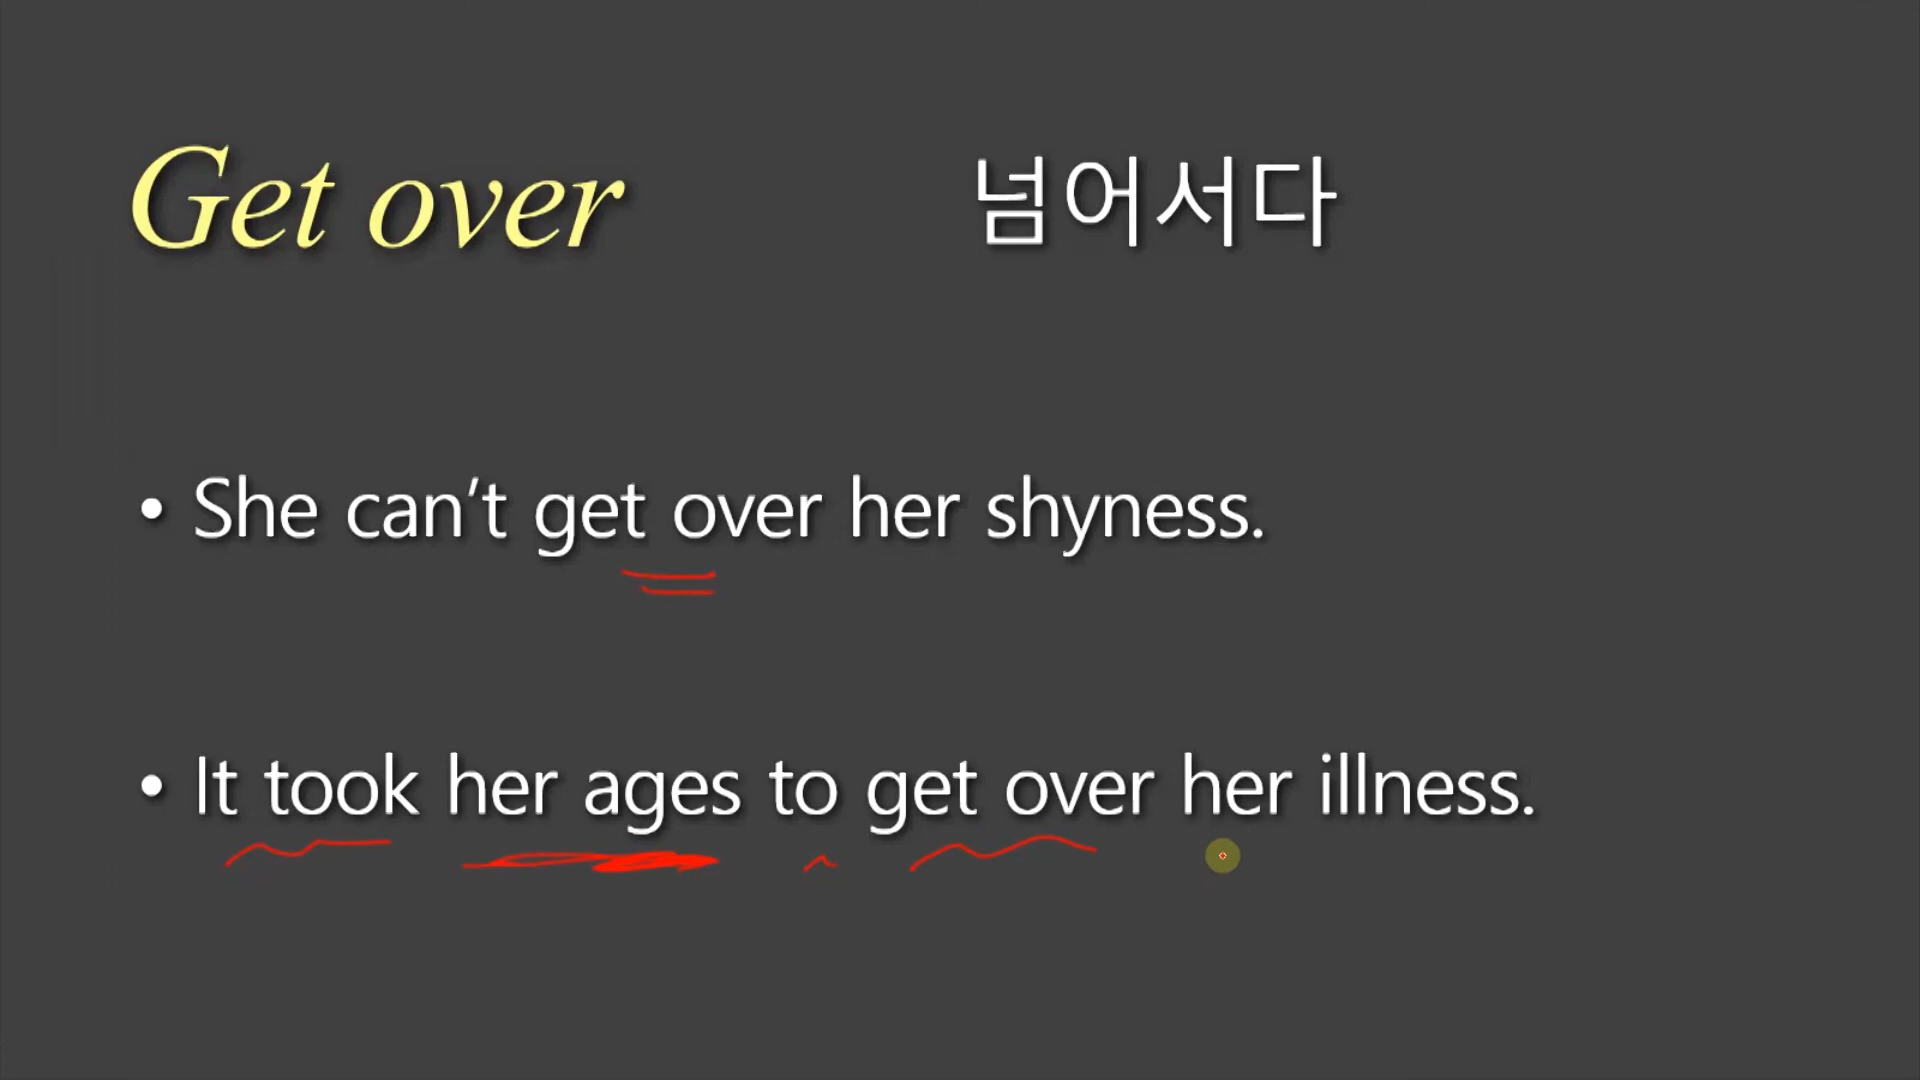 Get over 넘어서다
• She can't get over her shyness.
• It took her ages to get over her illness.